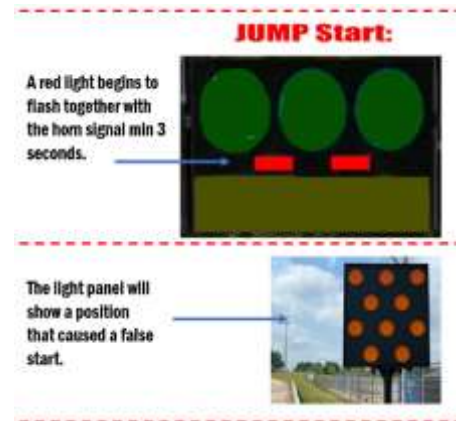 JUMP Start:
A red light begins to
flash together with
the horn signal min 3
seconds.
The light panel will
show a position
that caused a false
start.